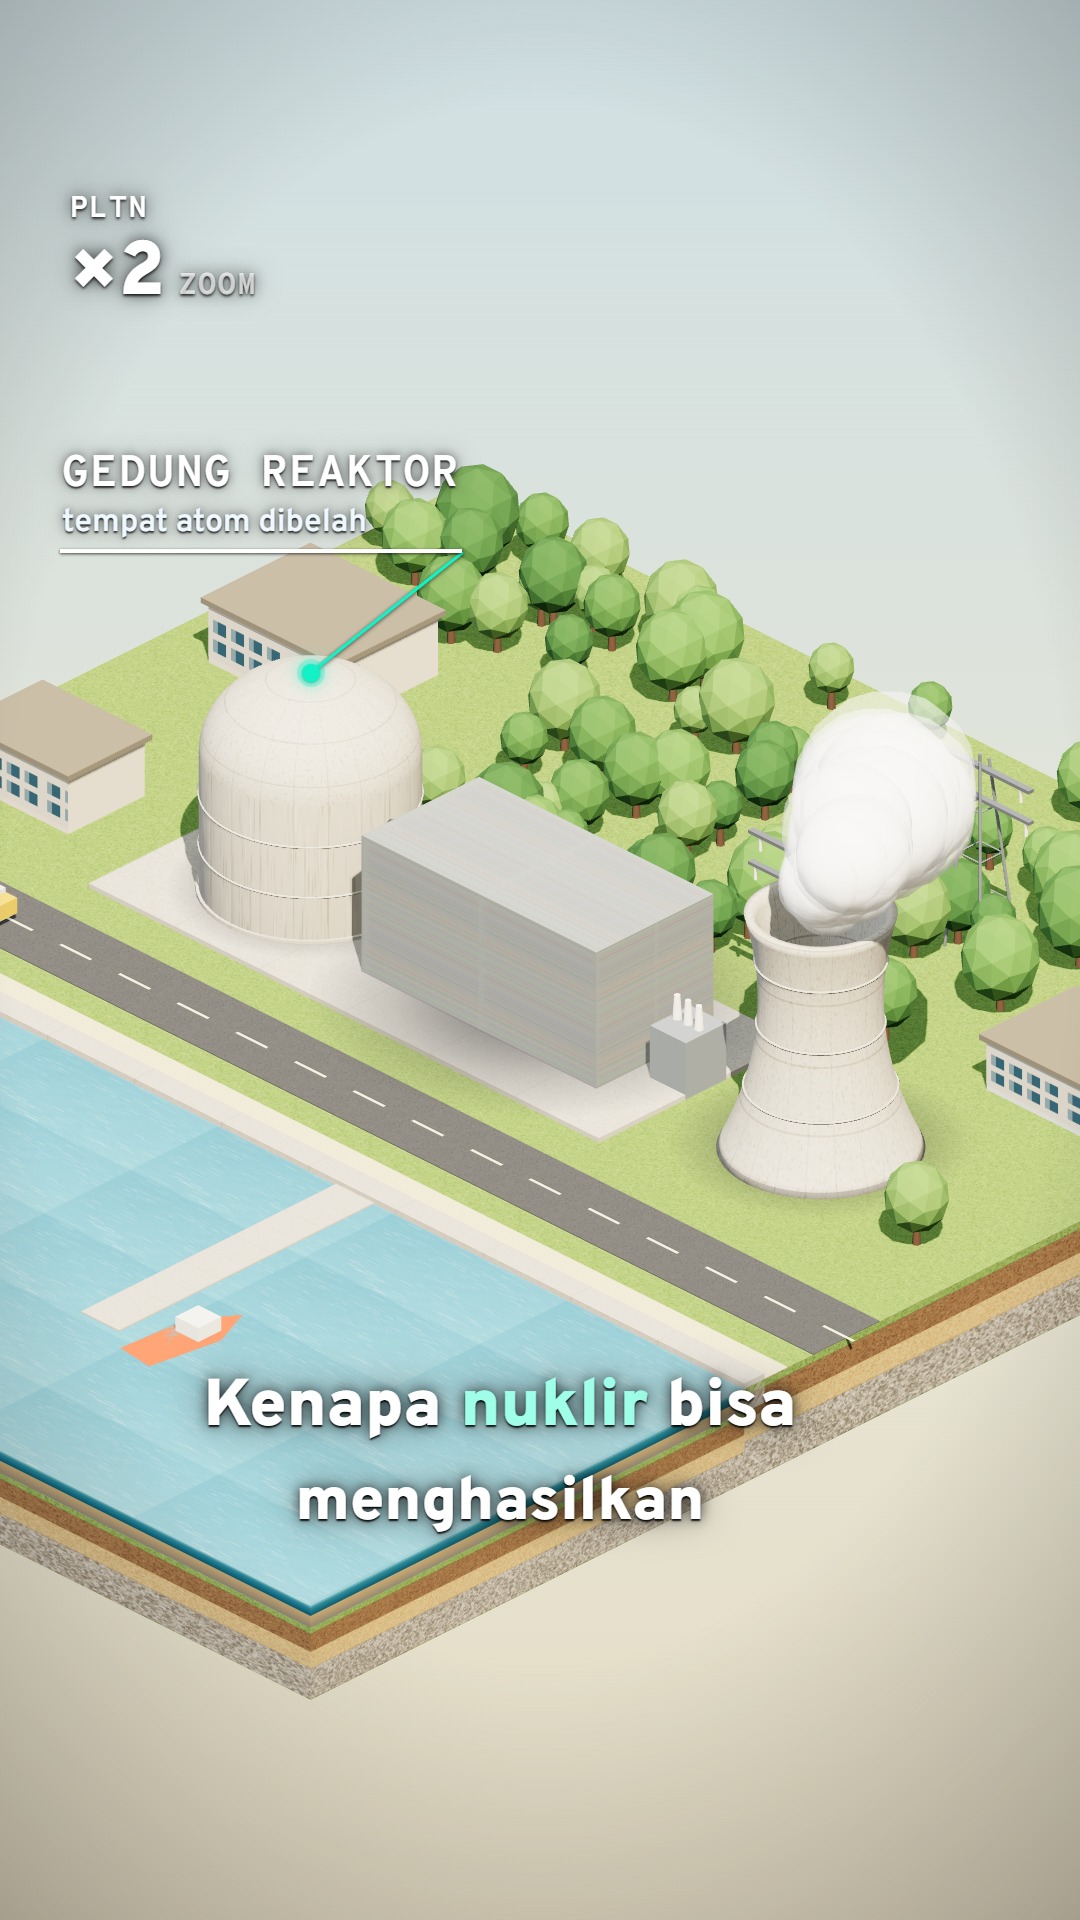 PLTN
×2 ZOOM
GEDUNG REAKTOR
tempat atom dibelah
Kenapa nuklir bisa
menghasilkan